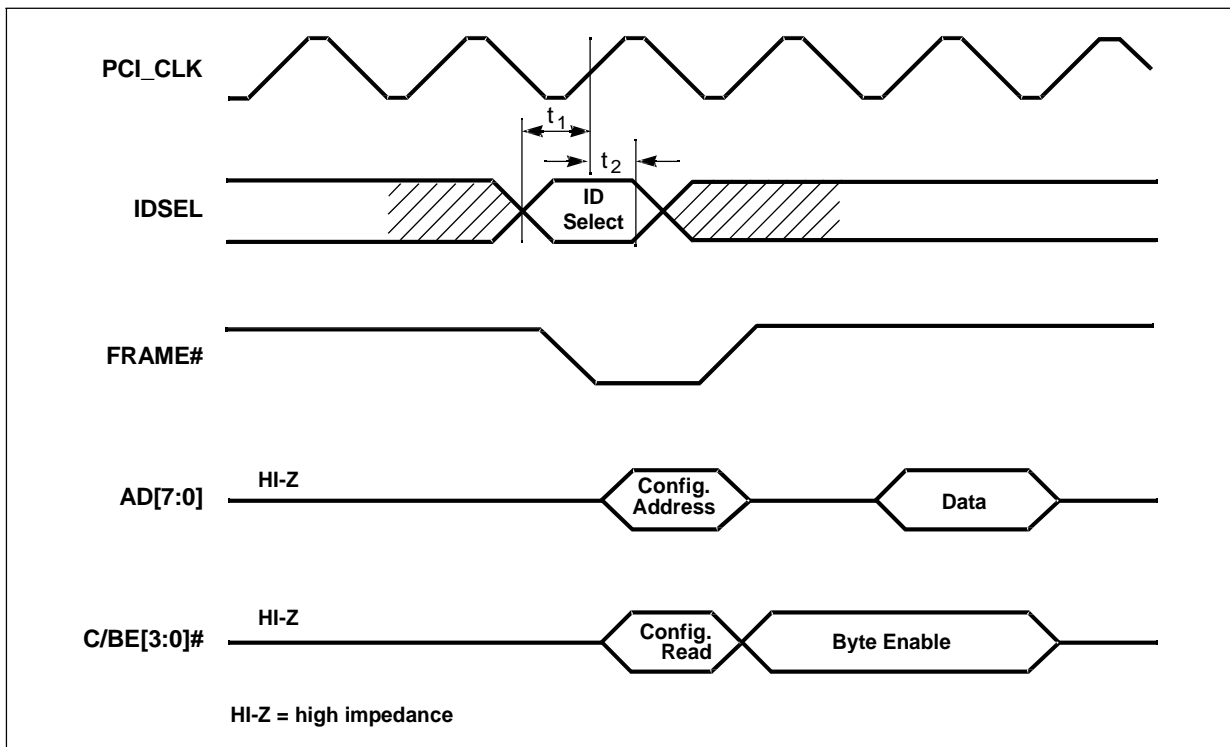 PCI_CLK
t1
t2
IDSEL
ID
Select
FRAME#
AD[7:0]
HI-Z
Config.
Address
Data
C/BE[3:0]#
HI-Z
Config.
Read
Byte Enable
HI-Z = high impedance